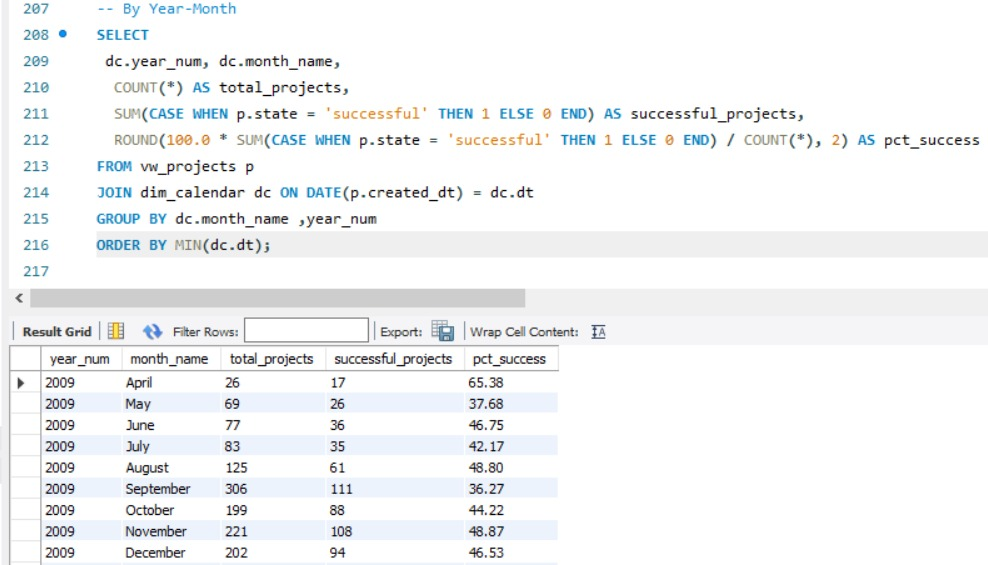 207 -- By Year-Month
208 SELECT
209 dc.year_num, dc.month_name,
210 COUNT(*) AS total_projects,
211 SUM(CASE WHEN p.state = 'successful' THEN 1 ELSE 0 END) AS successful_projects,
212 ROUND(100.0 * SUM(CASE WHEN p.state = 'successful' THEN 1 ELSE 0 END) / COUNT(*), 2) AS pct_success
213 FROM vw_projects p
214 JOIN dim_calendar dc ON DATE(p.created_dt) = dc.dt
215 GROUP BY dc.month_name ,year_num
216 ORDER BY MIN(dc.dt);
217
Result Grid Filter Rows: Export: Wrap Cell Content:
year_num month_name total_projects successful_projects pct_success
2009 April 26 17 65.38
2009 May 69 26 37.68
2009 June 77 36 46.75
2009 July 83 35 42.17
2009 August 125 61 48.80
2009 September 306 111 36.27
2009 October 199 88 44.22
2009 November 221 108 48.87
2009 December 202 94 46.53